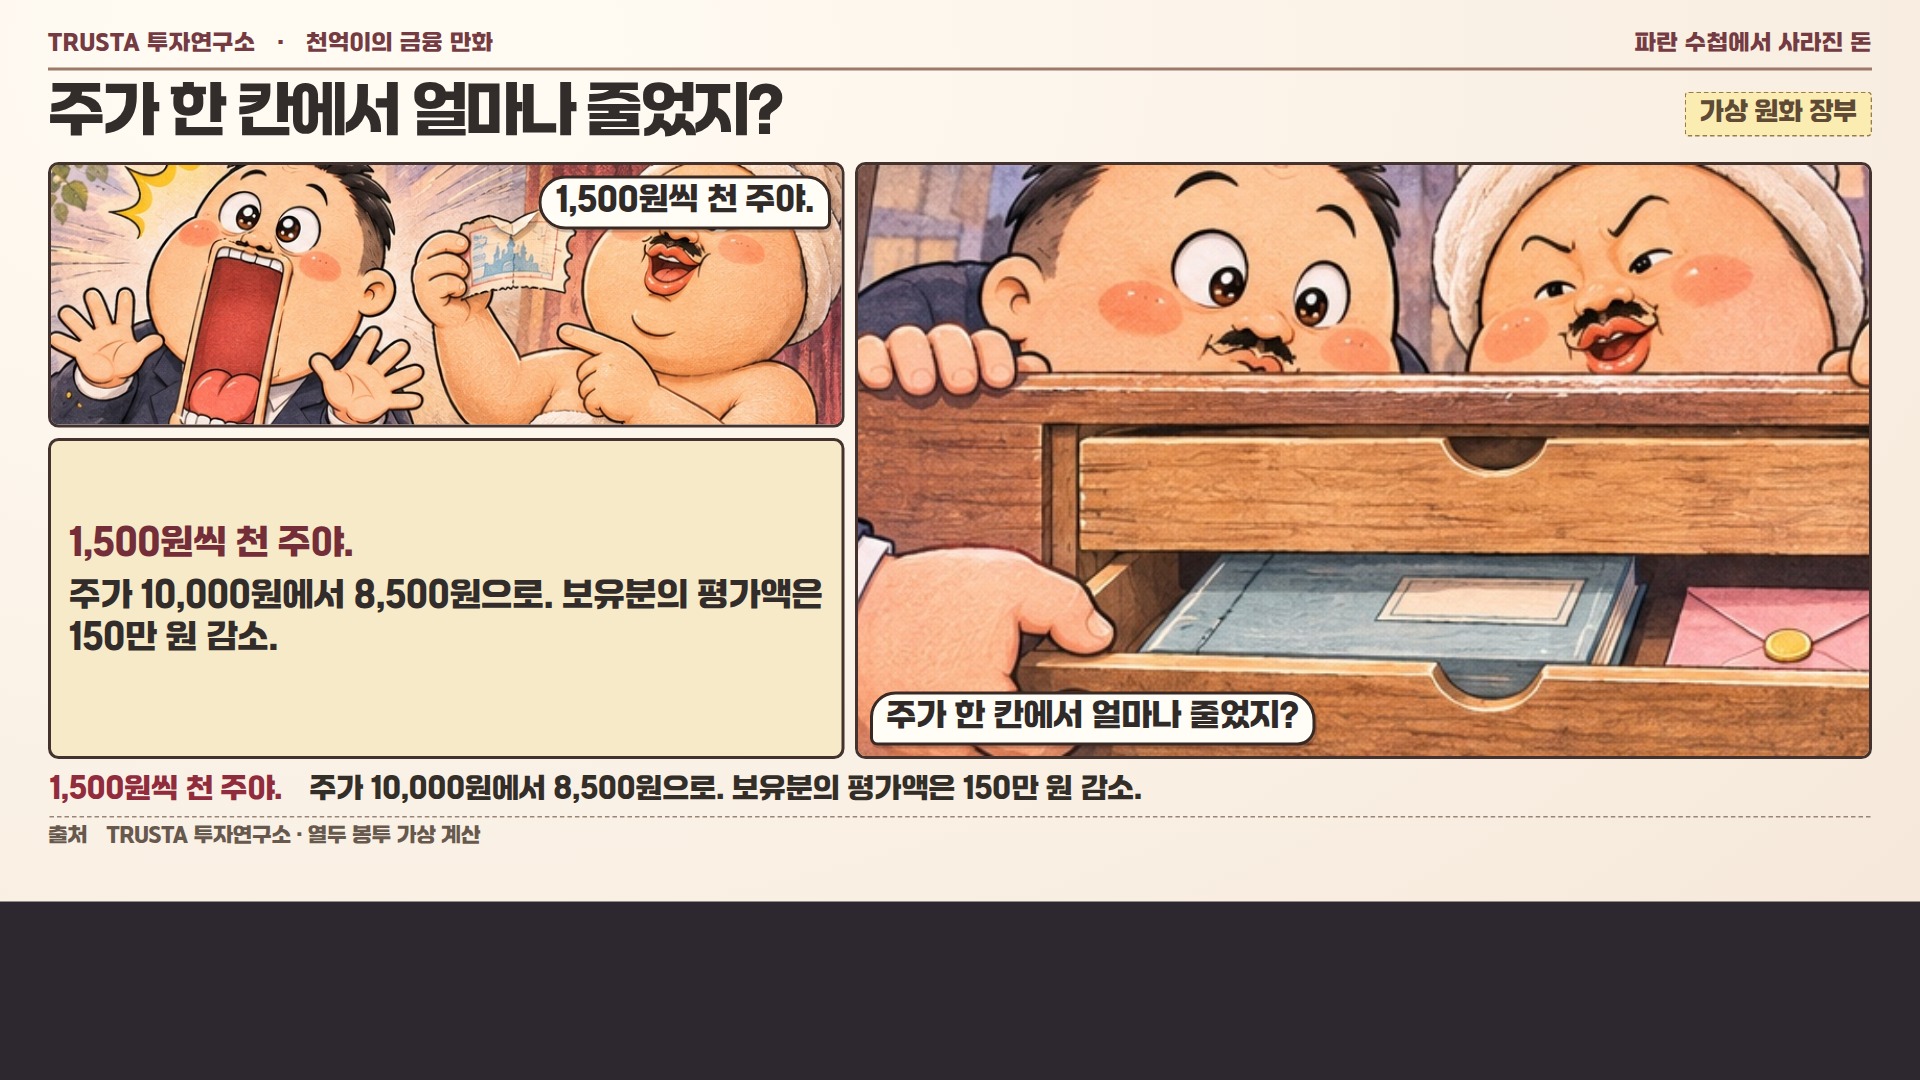 TRUSTA 투자연구소 · 천억이의 금융 만화
파란 수첩에서 사라진 돈
주가 한 칸에서 얼마나 줄었지?
가상 원화 장부
1,500원씩 천 주야.
1,500원씩 천 주야.
주가 10,000원에서 8,500원으로. 보유분의 평가액은
150만 원 감소.
주가 한 칸에서 얼마나 줄었지?
1,500원씩 천 주야. 주가 10,000원에서 8,500원으로. 보유분의 평가액은 150만 원 감소.
출처 TRUSTA 투자연구소 · 열두 봉투 가상 계산